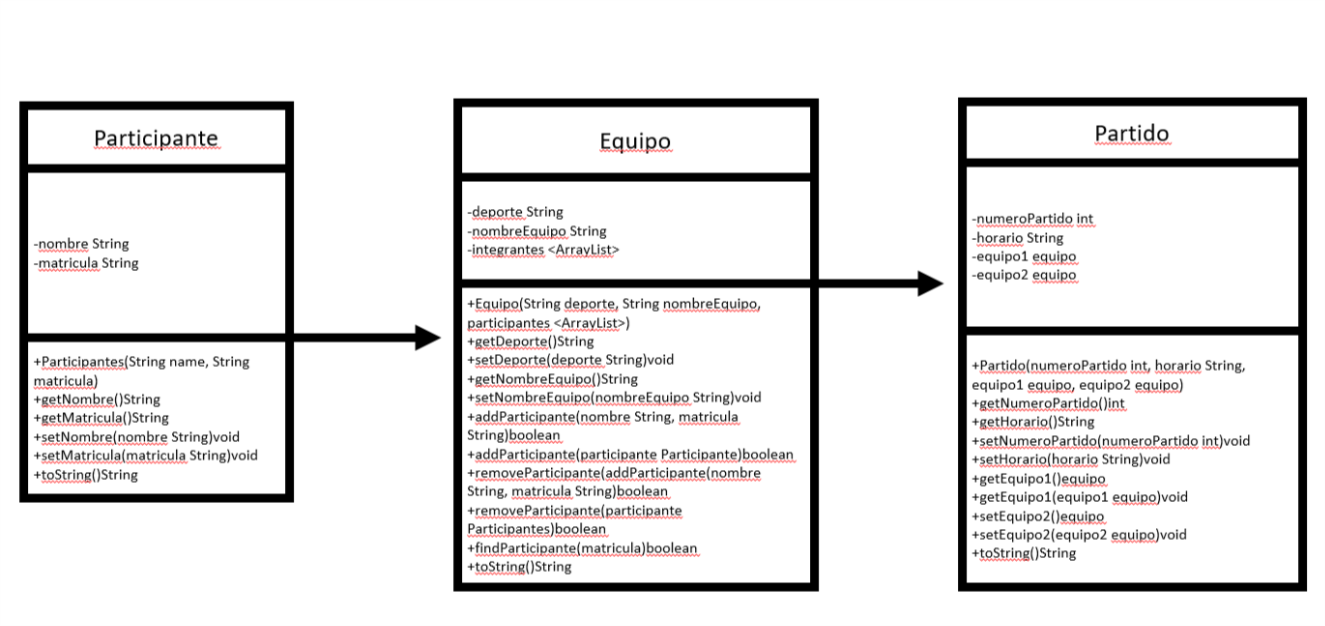 Participante
-nombre String
-matricula String
+Participantes(String name, String
matricula)
+getNombre()String
+getMatricula()String
+setNombre(nombre String)void
+setMatricula(matricula String)void
+toString()String
Equipo
-deporte String
-nombreEquipo String
-integrantes <ArrayList>
+Equipo(String deporte, String nombreEquipo,
participantes <ArrayList>)
+getDeporte()String
+setDeporte(deporte String)void
+getNombreEquipo()String
+setNombreEquipo(nombreEquipo String)void
+addParticipante(nombre String, matricula
String)boolean
+addParticipante(participante Participante)boolean
+removeParticipante(addParticipante(nombre
String, matricula String)boolean
+removeParticipante(participante
Participantes)boolean
+findParticipante(matricula)boolean
+toString()String
Partido
-numeroPartido int
-horario String
-equipo1 equipo
-equipo2 equipo
+Partido(numeroPartido int, horario String,
equipo1 equipo, equipo2 equipo)
+getNumeroPartido()int
+getHorario()String
+setNumeroPartido(numeroPartido int)void
+setHorario(horario String)void
+getEquipo1()equipo
+getEquipo1(equipo1 equipo)void
+setEquipo2()equipo
+setEquipo2(equipo2 equipo)void
+toString()String